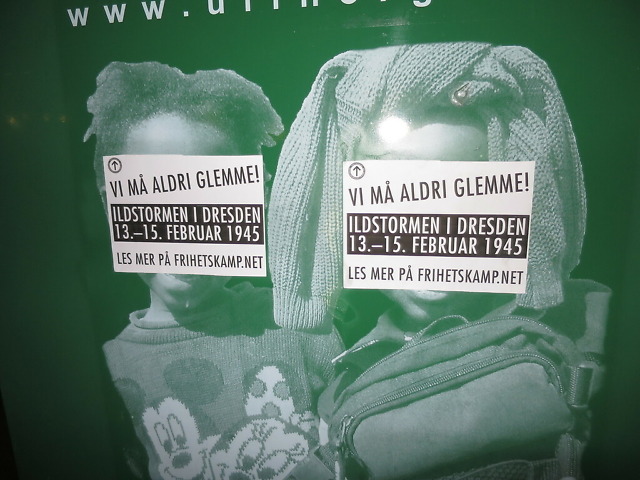 VI MÅ ALDRI GLEMME!
ILDSTORMEN I DRESDEN
13.–15. FEBRUAR 1945
LES MER PÅ FRIHETSKAMP.NET
VI MÅ ALDRI GLEMME!
ILDSTORMEN I DRESDEN
13.–15. FEBRUAR 1945
LES MER PÅ FRIHETSKAMP.NET